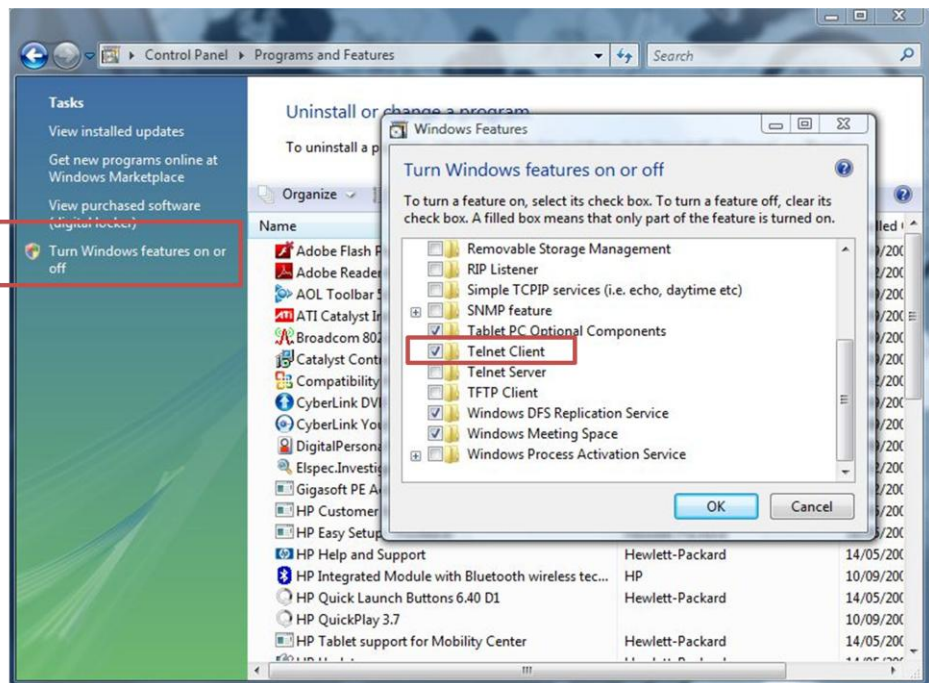 Control Panel Programs and Features
Search
Tasks
View installed updates
Get new programs online at
Windows Marketplace
View purchased software
(digital locker)
Turn Windows features on or
off
Uninstall or change a program
To uninstall a p
Organize
Name
Adobe Flash P
Adobe Reader
AOL Toolbar 5
ATI Catalyst In
Broadcom 802
Catalyst Cont
Compatibility
CyberLink DV
CyberLink You
DigitalPersona
Elspec.Investig
Gigasoft PE A
HP Customer
HP Easy Setup
HP Help and Support Hewlett-Packard 14/05/200
HP Integrated Module with Bluetooth wireless tec... HP 10/09/200
HP Quick Launch Buttons 6.40 D1 Hewlett-Packard 14/05/200
HP QuickPlay 3.7 10/09/200
HP Tablet support for Mobility Center Hewlett-Packard 14/05/200
Windows Features
Turn Windows features on or off
To turn a feature on, select its check box. To turn a feature off, clear its
check box. A filled box means that only part of the feature is turned on.
Removable Storage Management
RIP Listener
Simple TCPIP services (i.e. echo, daytime etc)
SNMP feature
Tablet PC Optional Components
Telnet Client
Telnet Server
TFTP Client
Windows DFS Replication Service
Windows Meeting Space
Windows Process Activation Service
OK Cancel